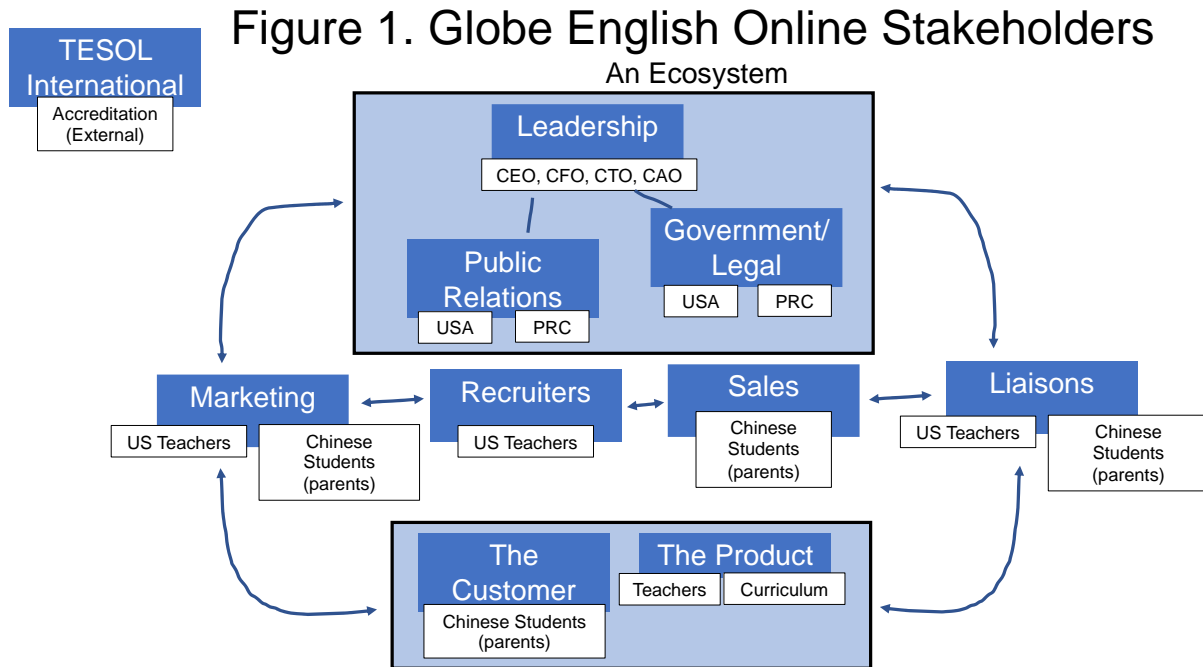 Figure 1. Globe English Online Stakeholders
An Ecosystem
TESOL
International
Accreditation
(External)
Leadership
CEO, CFO, CTO, CAO
Public
Relations
USA
PRC
Government/
Legal
USA
PRC
Marketing
US Teachers
Chinese
Students
(parents)
Recruiters
US Teachers
Sales
Chinese
Students
(parents)
Liaisons
US Teachers
Chinese
Students
(parents)
The
Customer
Chinese Students
(parents)
The Product
Teachers
Curriculum